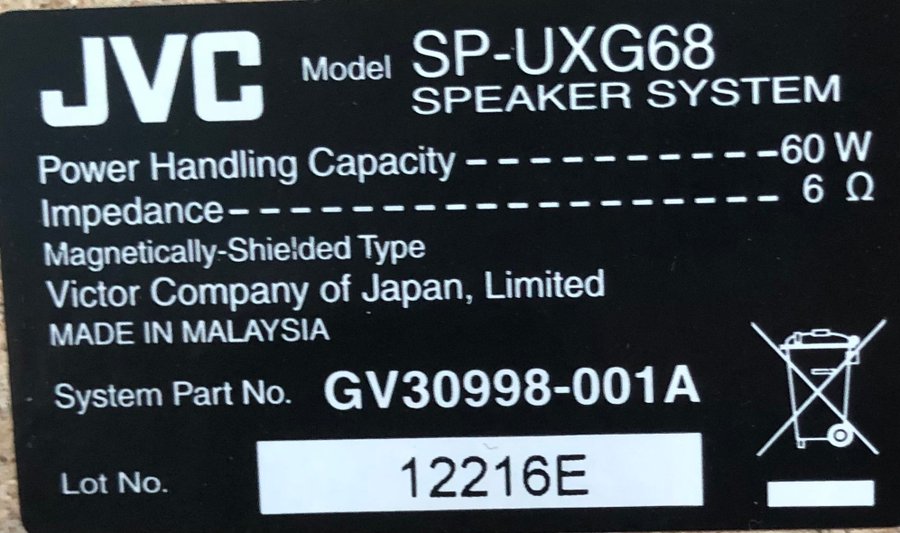 JVC Model SP-UXG68
SPEAKER SYSTEM
Power Handling Capacity -----------60 W
Impedance-------------------- 6 Ω
Magnetically-Shielded Type
Victor Company of Japan, Limited
MADE IN MALAYSIA
System Part No. GV30998-001A
Lot No. 12216E